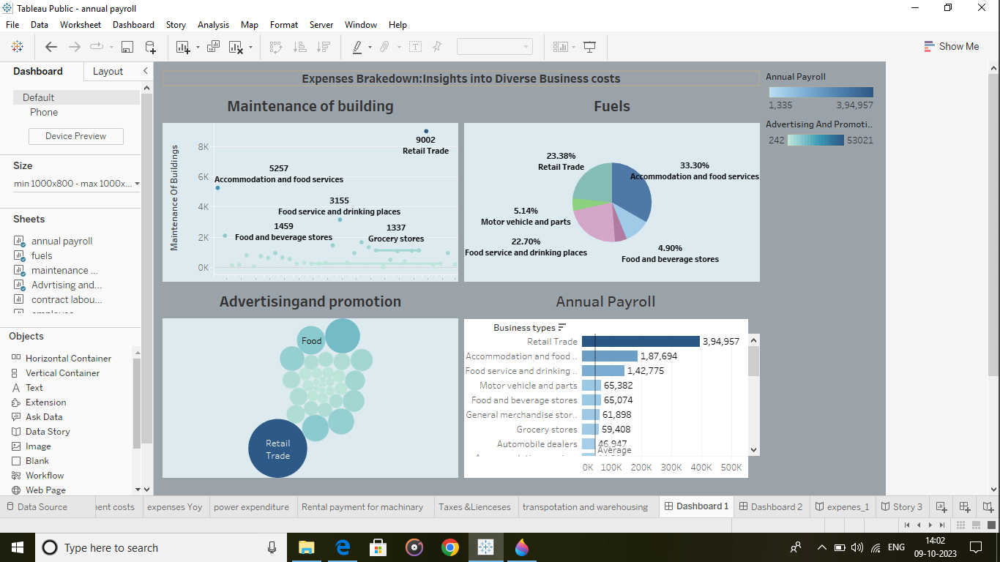 Tableau Public - annual payroll
File Data Worksheet Dashboard Story Analysis Map Format Server Window Help
Show Me
Dashboard Layout
Default
Phone
Device Preview
Size
min 1000x800 - max 1000x...
Sheets
annual payroll
fuels
maintenance ...
Advrtising and...
contract labou...
Objects
Horizontal Container
Vertical Container
Text
Extension
Ask Data
Data Story
Image
Blank
Workflow
Web Page
Expenses Brakedown:Insights into Diverse Business costs
Maintenance of building
Maintenance Of Buildings
8K
6K
4K
2K
0K
9002
Retail Trade
5257
Accommodation and food services
3155
Food service and drinking places
1459
Food and beverage stores
1337
Grocery stores
Fuels
23.38%
Retail Trade
33.30%
Accommodation and food services
5.14%
Motor vehicle and parts
22.70%
Food service and drinking places
4.90%
Food and beverage stores
Annual Payroll
1,335 3,94,957
Advertising And Promoti..
242 53021
Advertisingand promotion
Food
Retail
Trade
Annual Payroll
Business types
Retail Trade 3,94,957
Accommodation and food .. 1,87,694
Food service and drinking .. 1,42,775
Motor vehicle and parts 65,382
Food and beverage stores 65,074
General merchandise stor.. 61,898
Grocery stores 59,408
Automobile dealers 46,947
Average
0K 100K 200K 300K 400K 500K
Data Source costs expenses Yoy power expenditure Rental payment for machinary Taxes &Lienceses transpotation and warehousing Dashboard 1 Dashboard 2 expenes_1 Story 3
Type here to search
ENG
14:02
09-10-2023